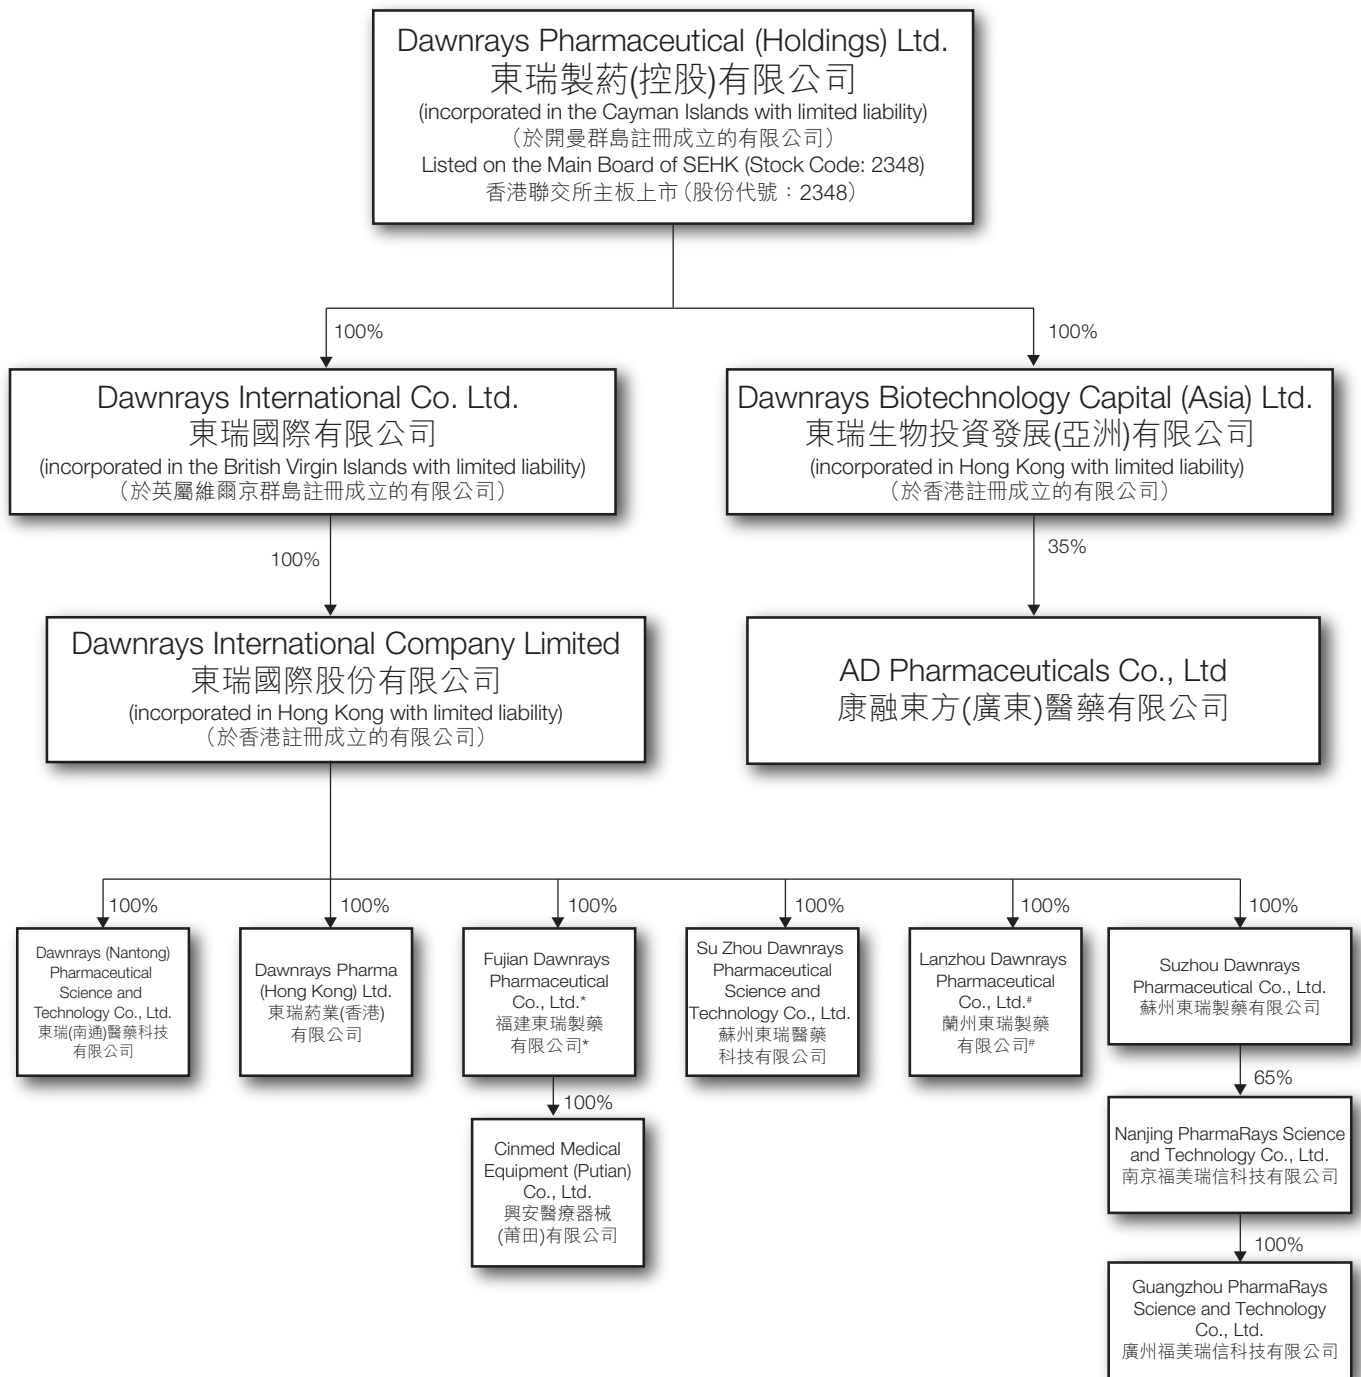 Dawnrays Pharmaceutical (Holdings) Ltd.
東瑞製葯(控股)有限公司
(incorporated in the Cayman Islands with limited liability)
（於開曼群島註冊成立的有限公司）
Listed on the Main Board of SEHK (Stock Code: 2348)
香港聯交所主板上市（股份代號：2348）
100%
100%
Dawnrays International Co. Ltd.
東瑞國際有限公司
(incorporated in the British Virgin Islands with limited liability)
（於英屬維爾京群島註冊成立的有限公司）
Dawnrays Biotechnology Capital (Asia) Ltd.
東瑞生物投資發展(亞洲)有限公司
(incorporated in Hong Kong with limited liability)
（於香港註冊成立的有限公司）
100%
35%
Dawnrays International Company Limited
東瑞國際股份有限公司
(incorporated in Hong Kong with limited liability)
（於香港註冊成立的有限公司）
AD Pharmaceuticals Co., Ltd
康融東方(廣東)醫藥有限公司
100%
100%
100%
100%
100%
100%
Dawnrays (Nantong)
Pharmaceutical
Science and
Technology Co., Ltd.
東瑞(南通)醫藥科技
有限公司
Dawnrays Pharma
(Hong Kong) Ltd.
東瑞葯業(香港)
有限公司
Fujian Dawnrays
Pharmaceutical
Co., Ltd.*
福建東瑞製藥
有限公司*
Su Zhou Dawnrays
Pharmaceutical
Science and
Technology Co., Ltd.
蘇州東瑞醫藥
科技有限公司
Lanzhou Dawnrays
Pharmaceutical
Co., Ltd.#
蘭州東瑞製藥
有限公司#
Suzhou Dawnrays
Pharmaceutical Co., Ltd.
蘇州東瑞製藥有限公司
100%
65%
Cinmed Medical
Equipment (Putian)
Co., Ltd.
興安醫療器械
(莆田)有限公司
Nanjing PharmaRays Science
and Technology Co., Ltd.
南京福美瑞信科技有限公司
100%
Guangzhou PharmaRays
Science and Technology
Co., Ltd.
廣州福美瑞信科技有限公司